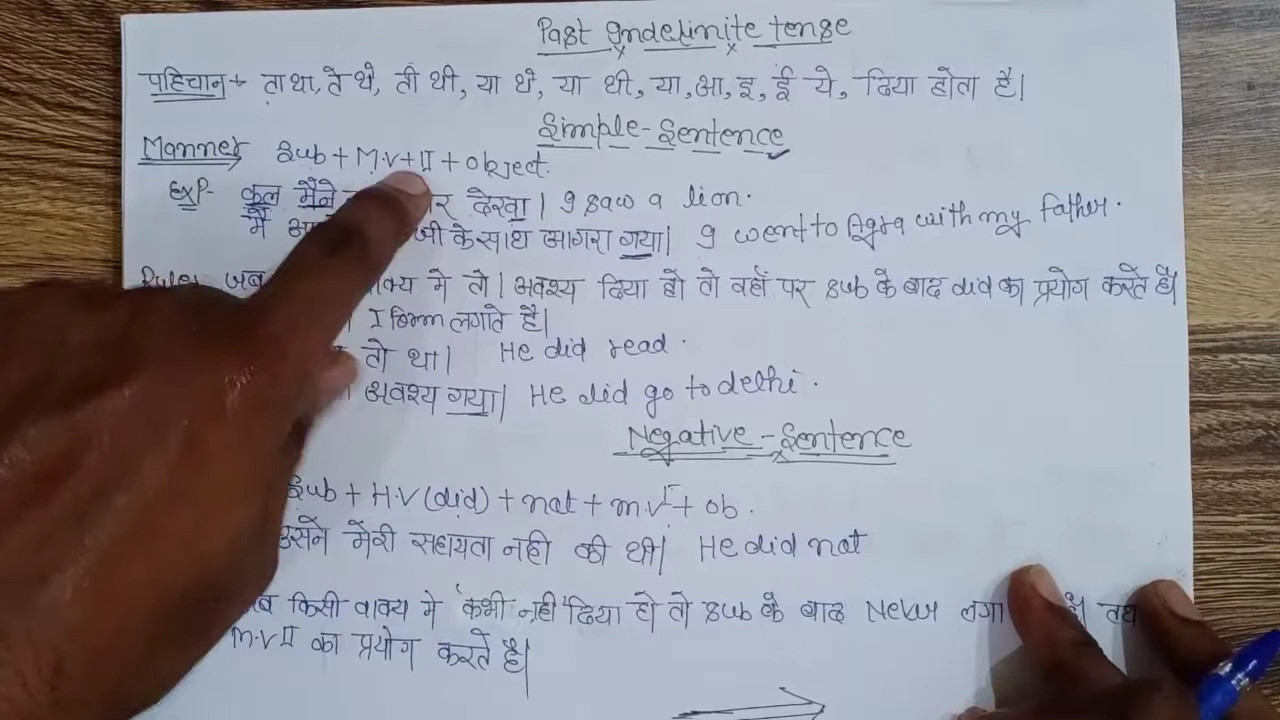 Past Indefinite tense
पहिचान → ता था, ते थे, ती थी, या थे, या थी, या, आ, इ, ई ये, दिया होता है।
Simple-Sentence
Manner Sub + M.V + II + object.
Exp- कल मैंने देखा। I saw a lion.
मै के साथ आगरा गया। I went to Agra with my father.
Rules जब मे तो। अवश्य दिया हो तो वहाँ पर sub के बाद did का प्रयोग करते है।
I form लगाते है।
तो था। He did read.
अवश्य गया। He did go to delhi.
Negative-Sentence
Sub + H.V (did) + not + m.v I + ob.
उसने मेरी सहायता नही की थी। He did not
किसी वाक्य मे 'कभी नही' दिया हो तो sub के बाद Never लगा
M.V II का प्रयोग करते है।